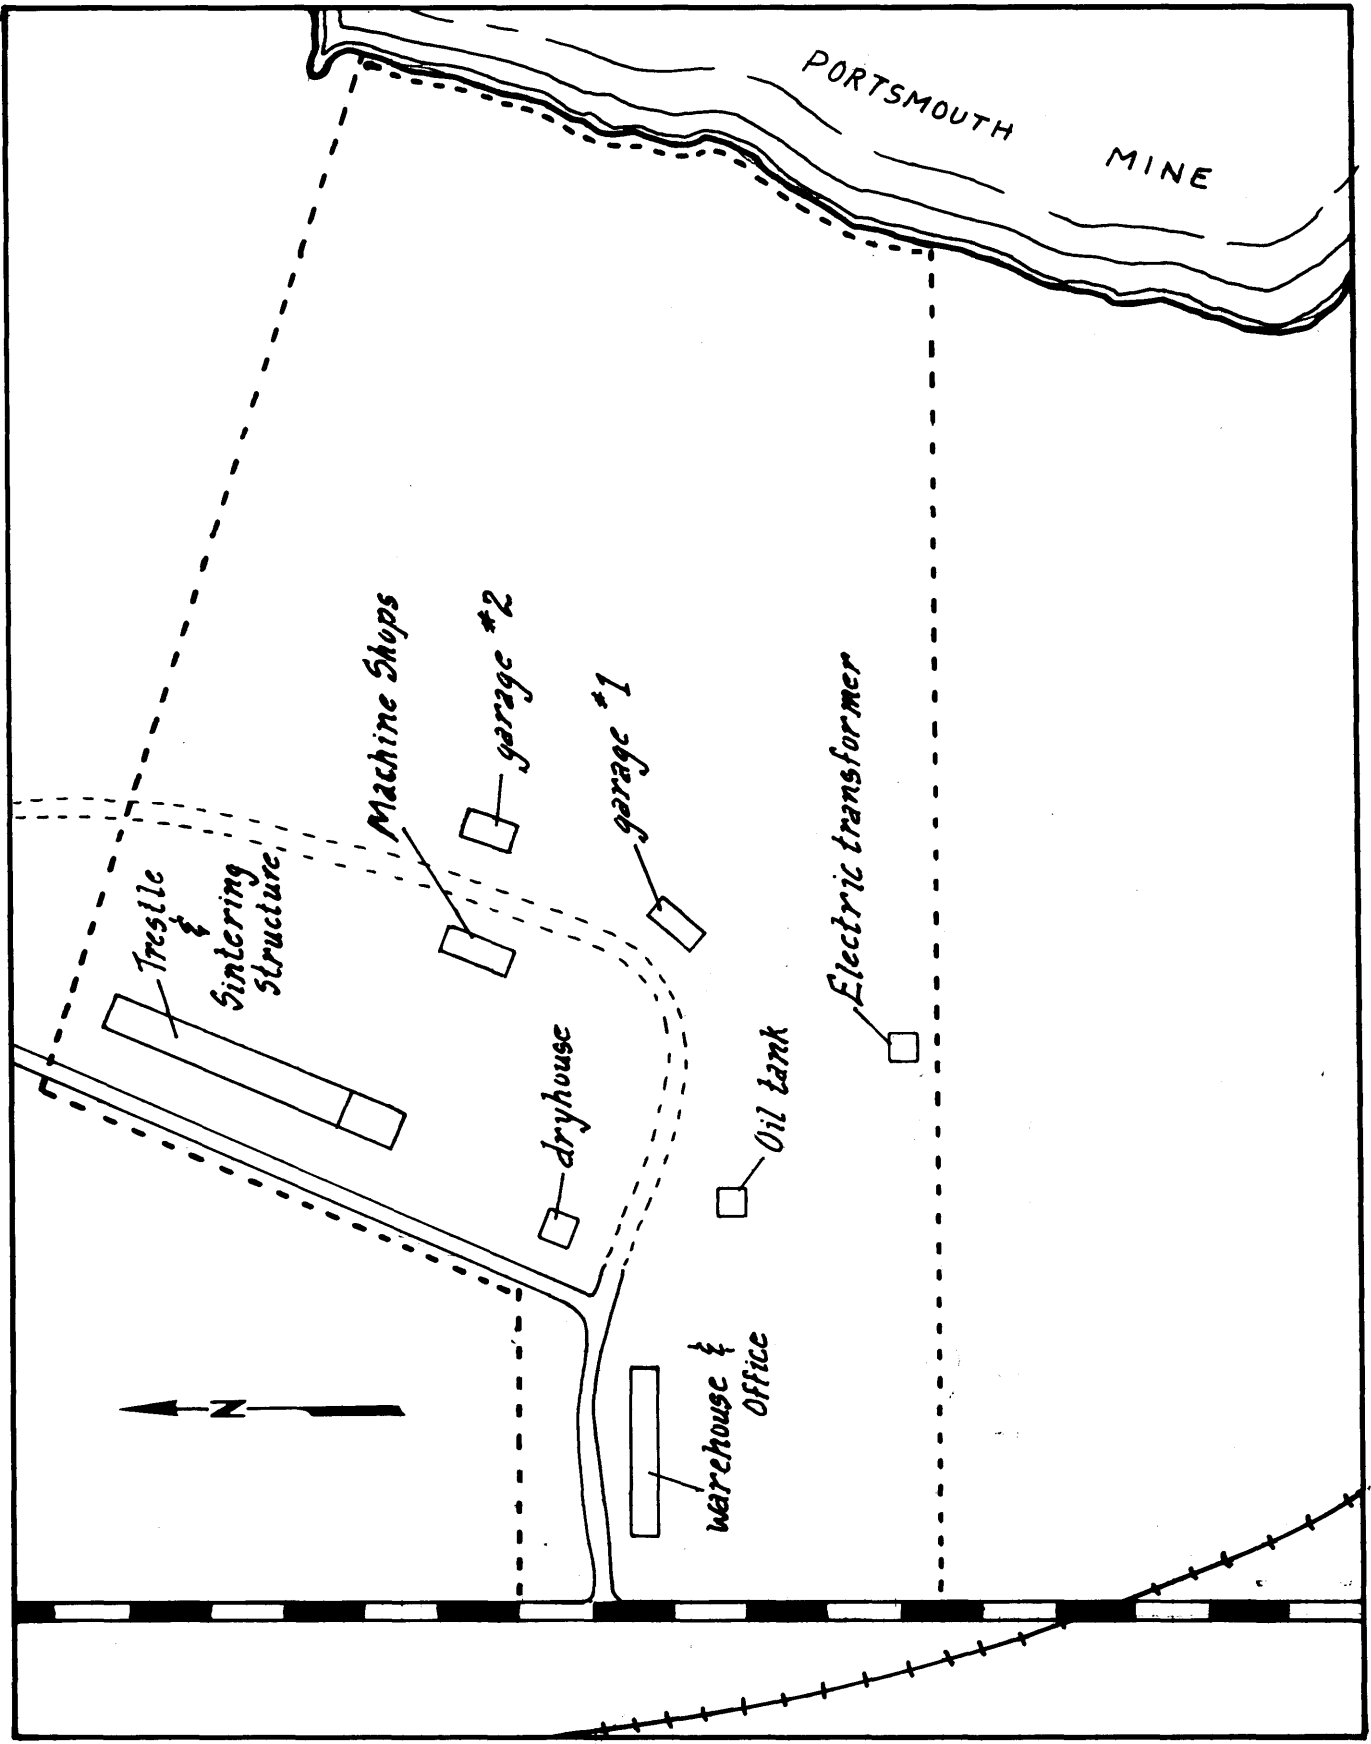 PORTSMOUTH MINE
Machine Shops
garage #2
garage #1
Electric transformer
Trestle
&
Sintering
Structure
dryhouse
Oil tank
warehouse &
Office
N